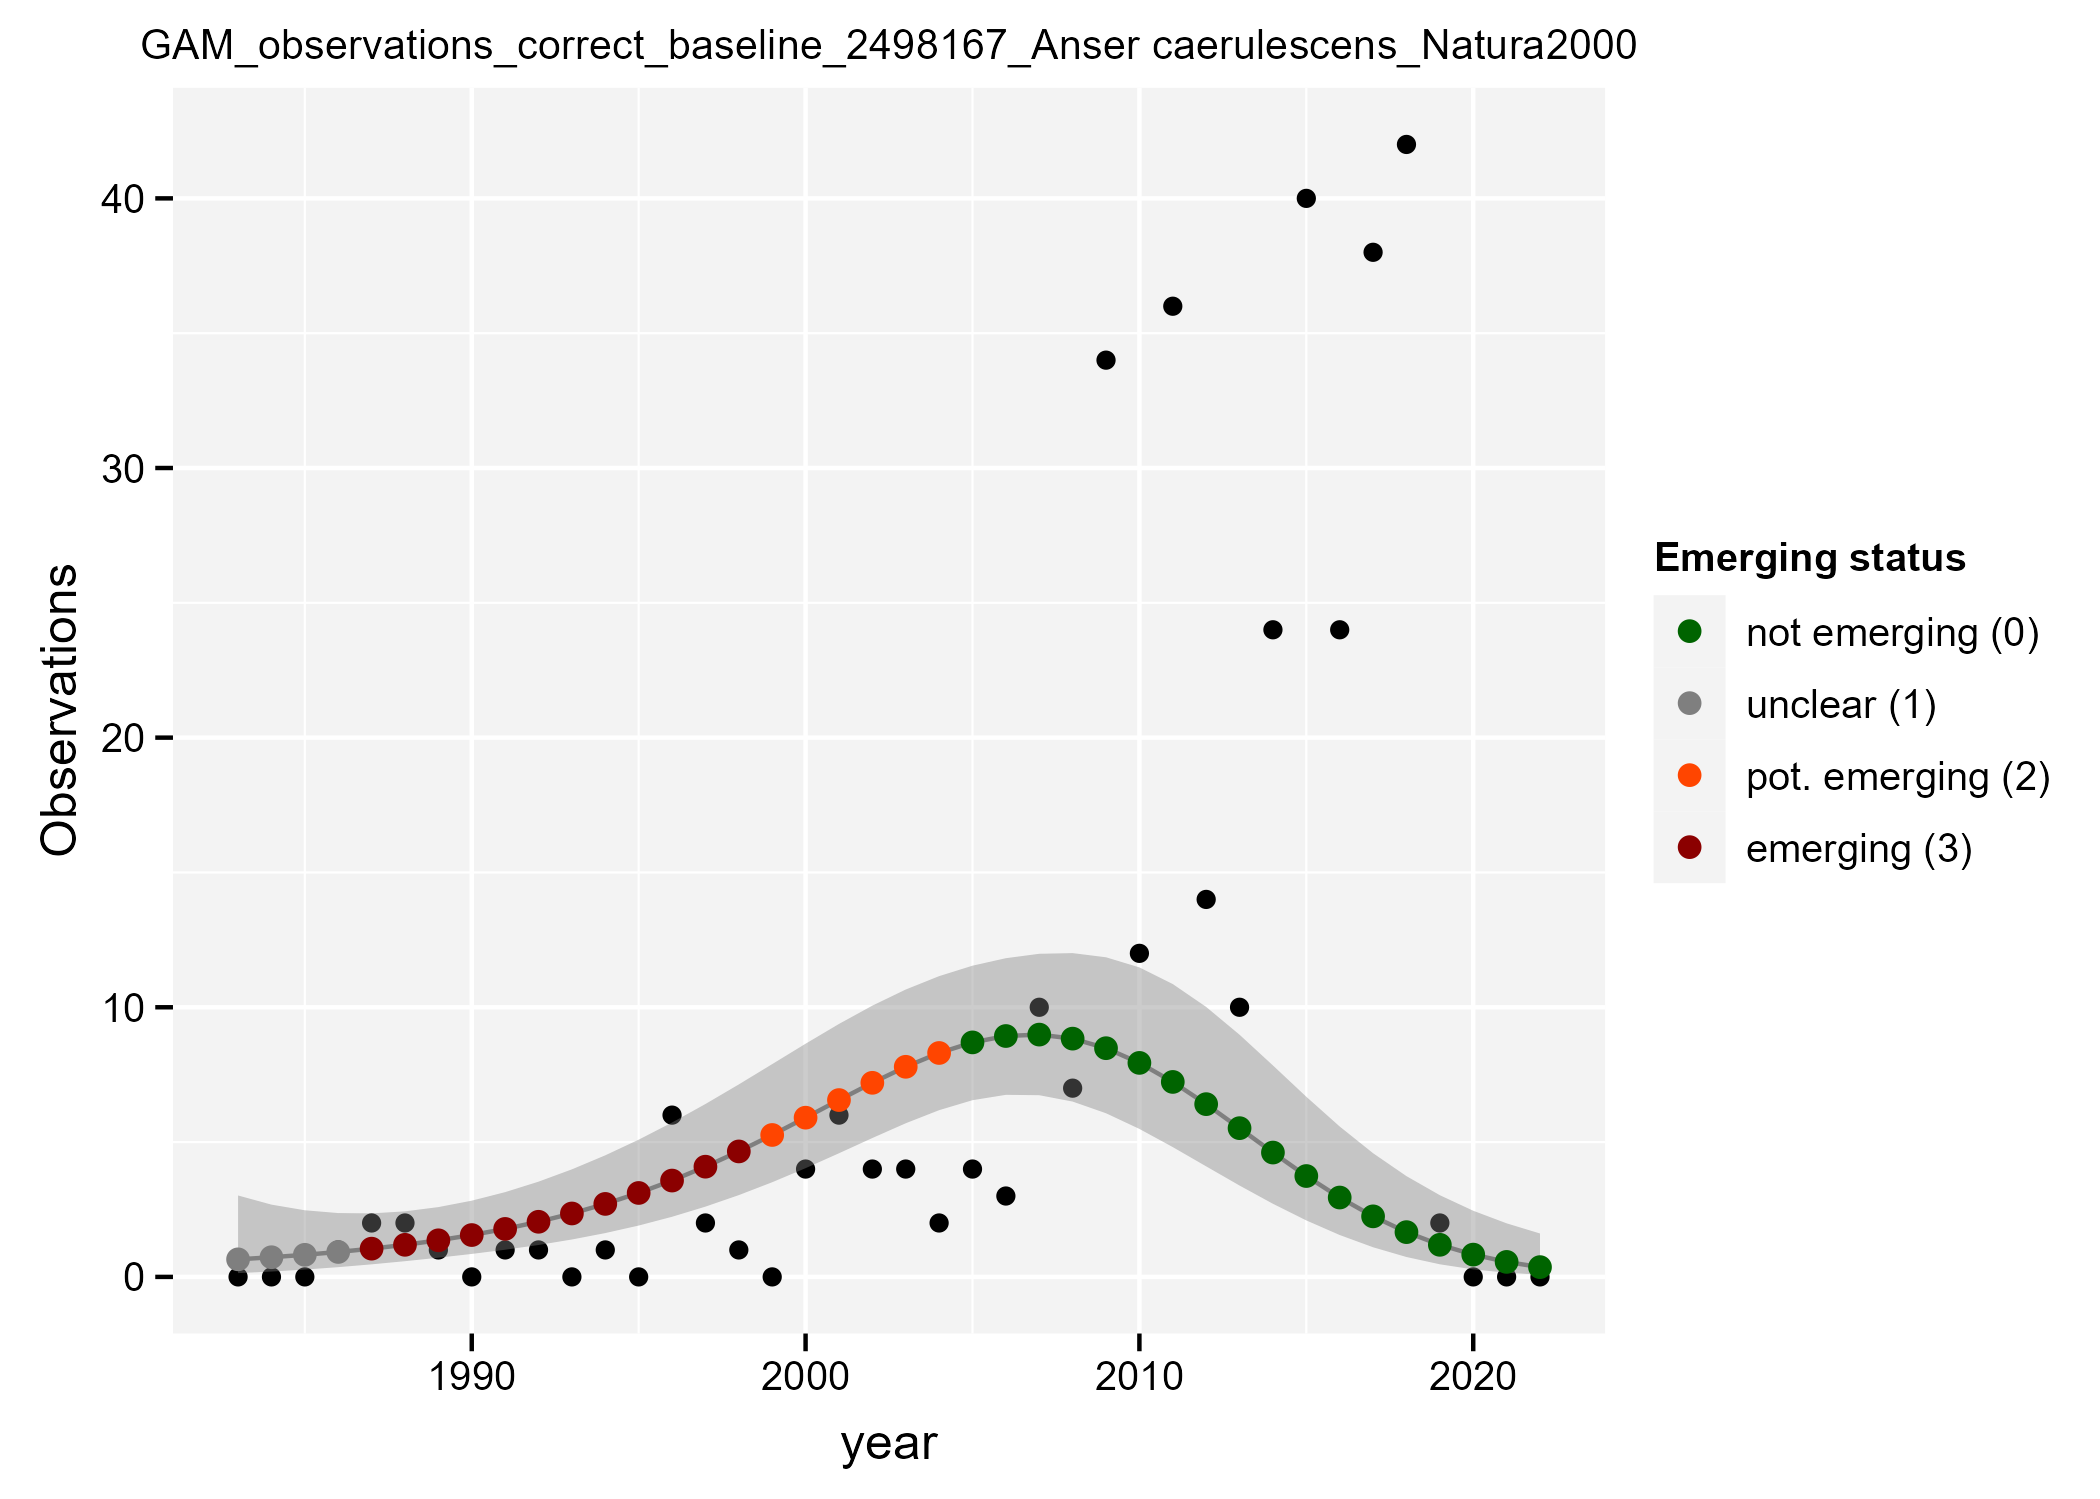 GAM_observations_correct_baseline_2498167_Anser caerulescens_Natura2000
40
30
20
10
0
Observations
1990 2000 2010 2020
year
Emerging status
not emerging (0)
unclear (1)
pot. emerging (2)
emerging (3)